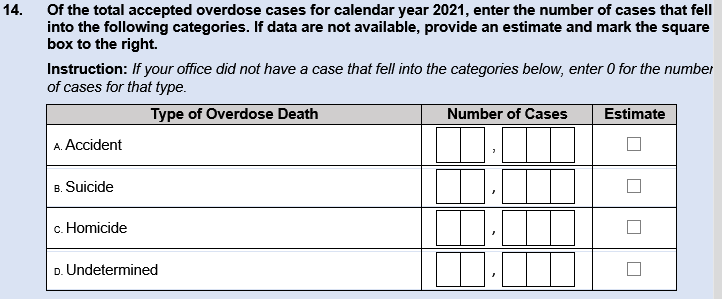 14. Of the total accepted overdose cases for calendar year 2021, enter the number of cases that fell
into the following categories. If data are not available, provide an estimate and mark the square
box to the right.
Instruction: If your office did not have a case that fell into the categories below, enter 0 for the number
of cases for that type.
Type of Overdose Death Number of Cases Estimate
A. Accident ,
B. Suicide ,
C. Homicide ,
D. Undetermined ,